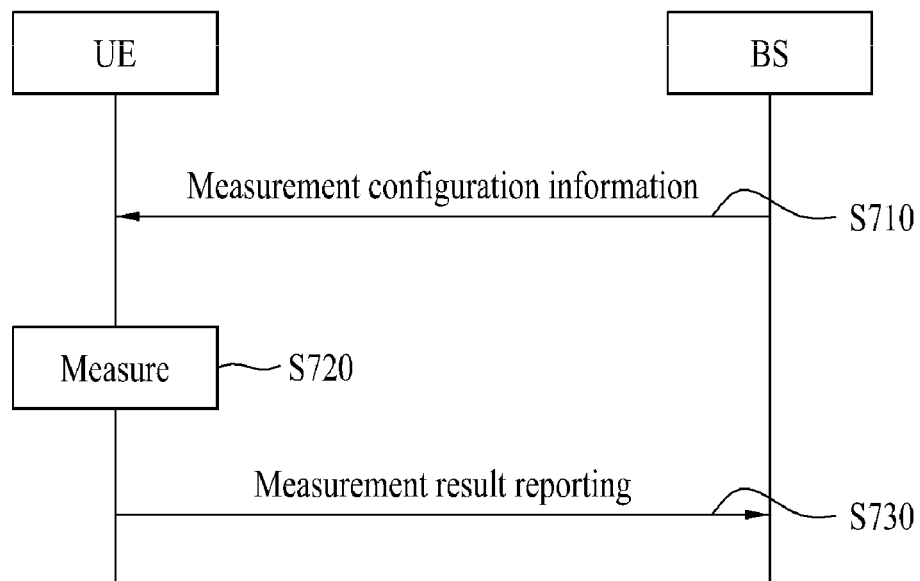 UE
BS
Measurement configuration information
S710
Measure
S720
Measurement result reporting
S730